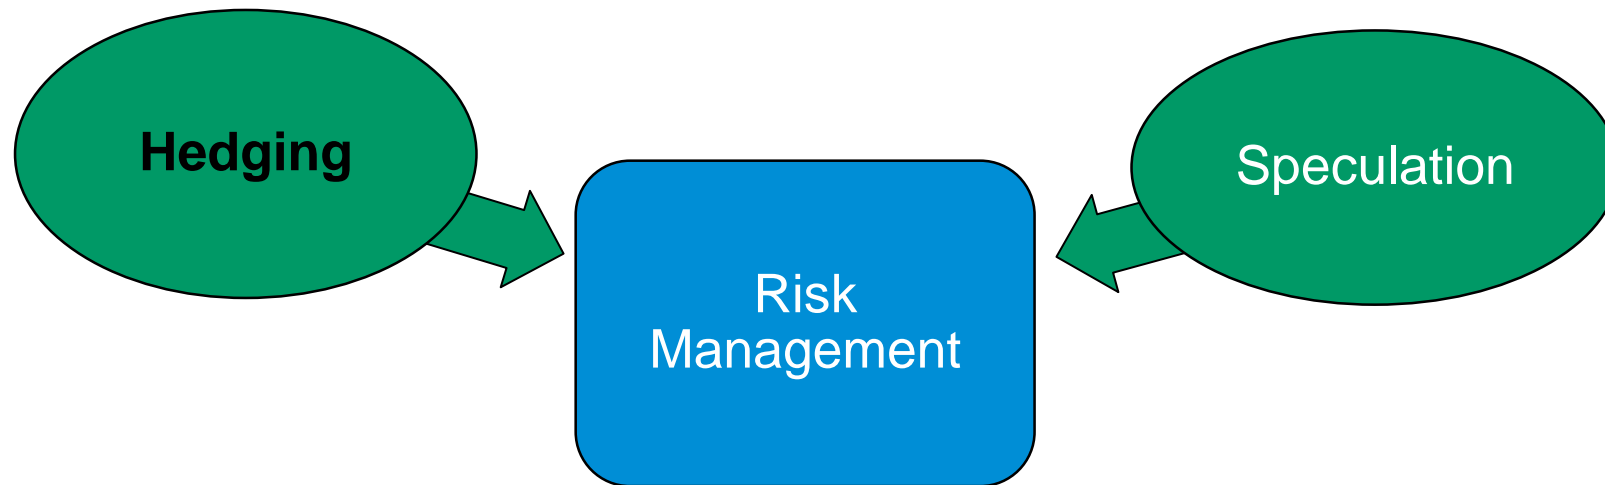 Hedging
Speculation
Risk
Management